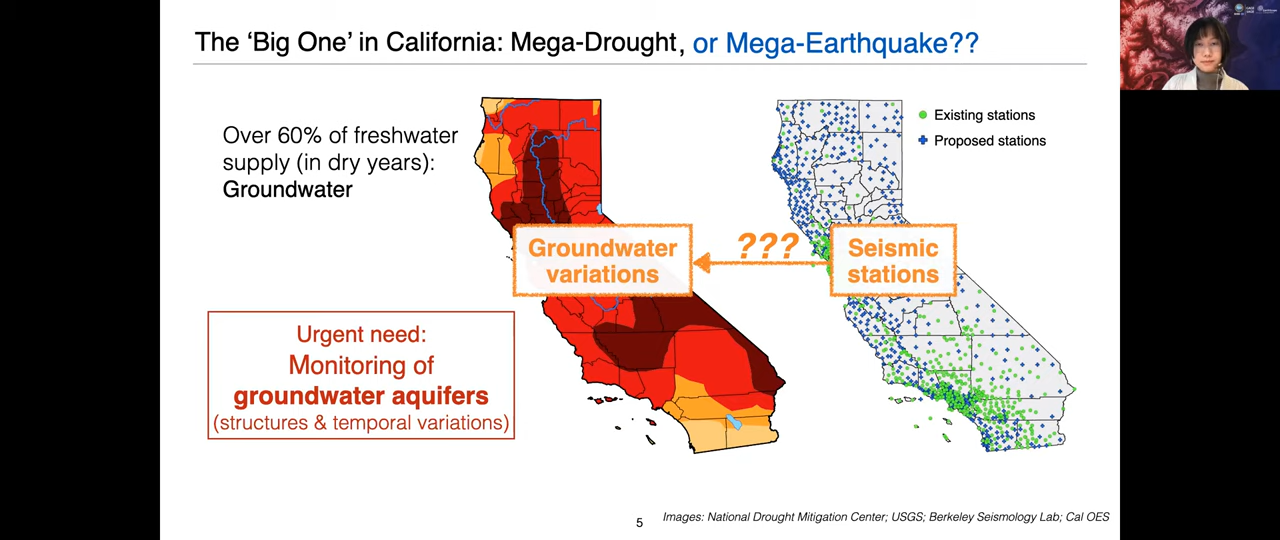 The ‘Big One’ in California: Mega-Drought, or Mega-Earthquake??
Over 60% of freshwater
supply (in dry years):
Groundwater
Existing stations
Proposed stations
Groundwater
variations
???
Seismic
stations
Urgent need:
Monitoring of
groundwater aquifers
(structures & temporal variations)
5
Images: National Drought Mitigation Center; USGS; Berkeley Seismology Lab; Cal OES